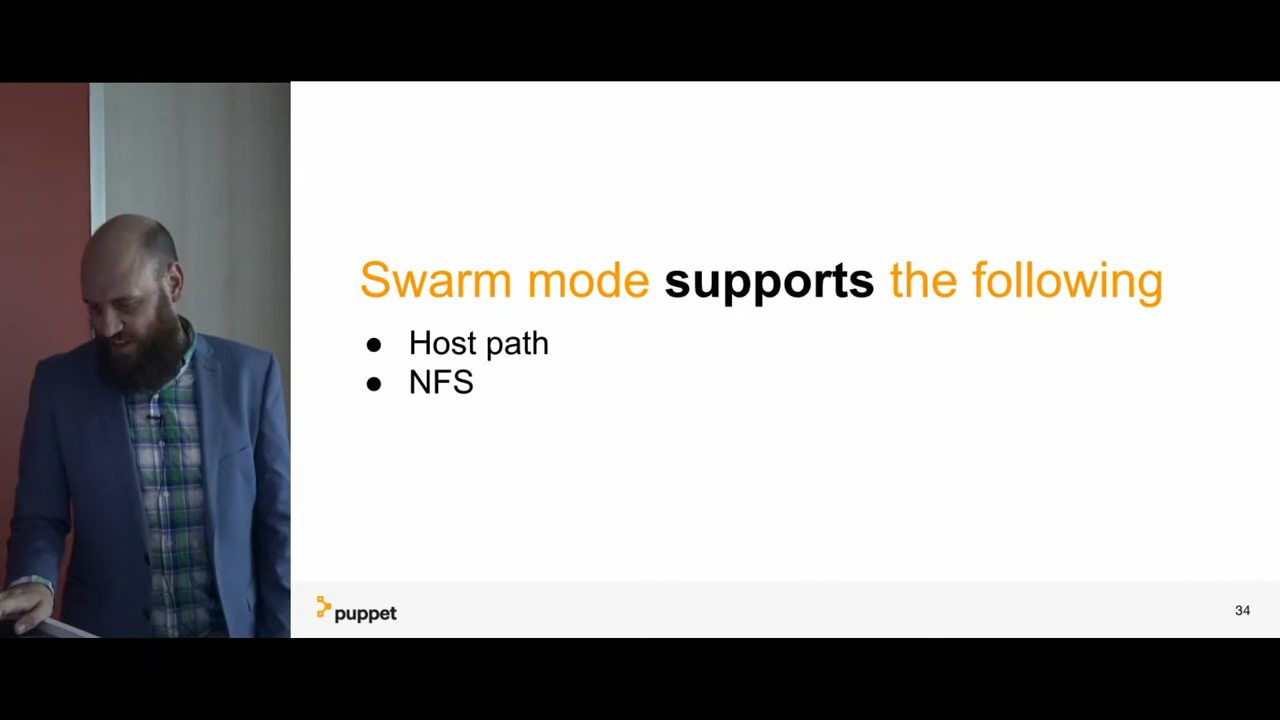 Swarm mode supports the following
● Host path
● NFS
puppet
34